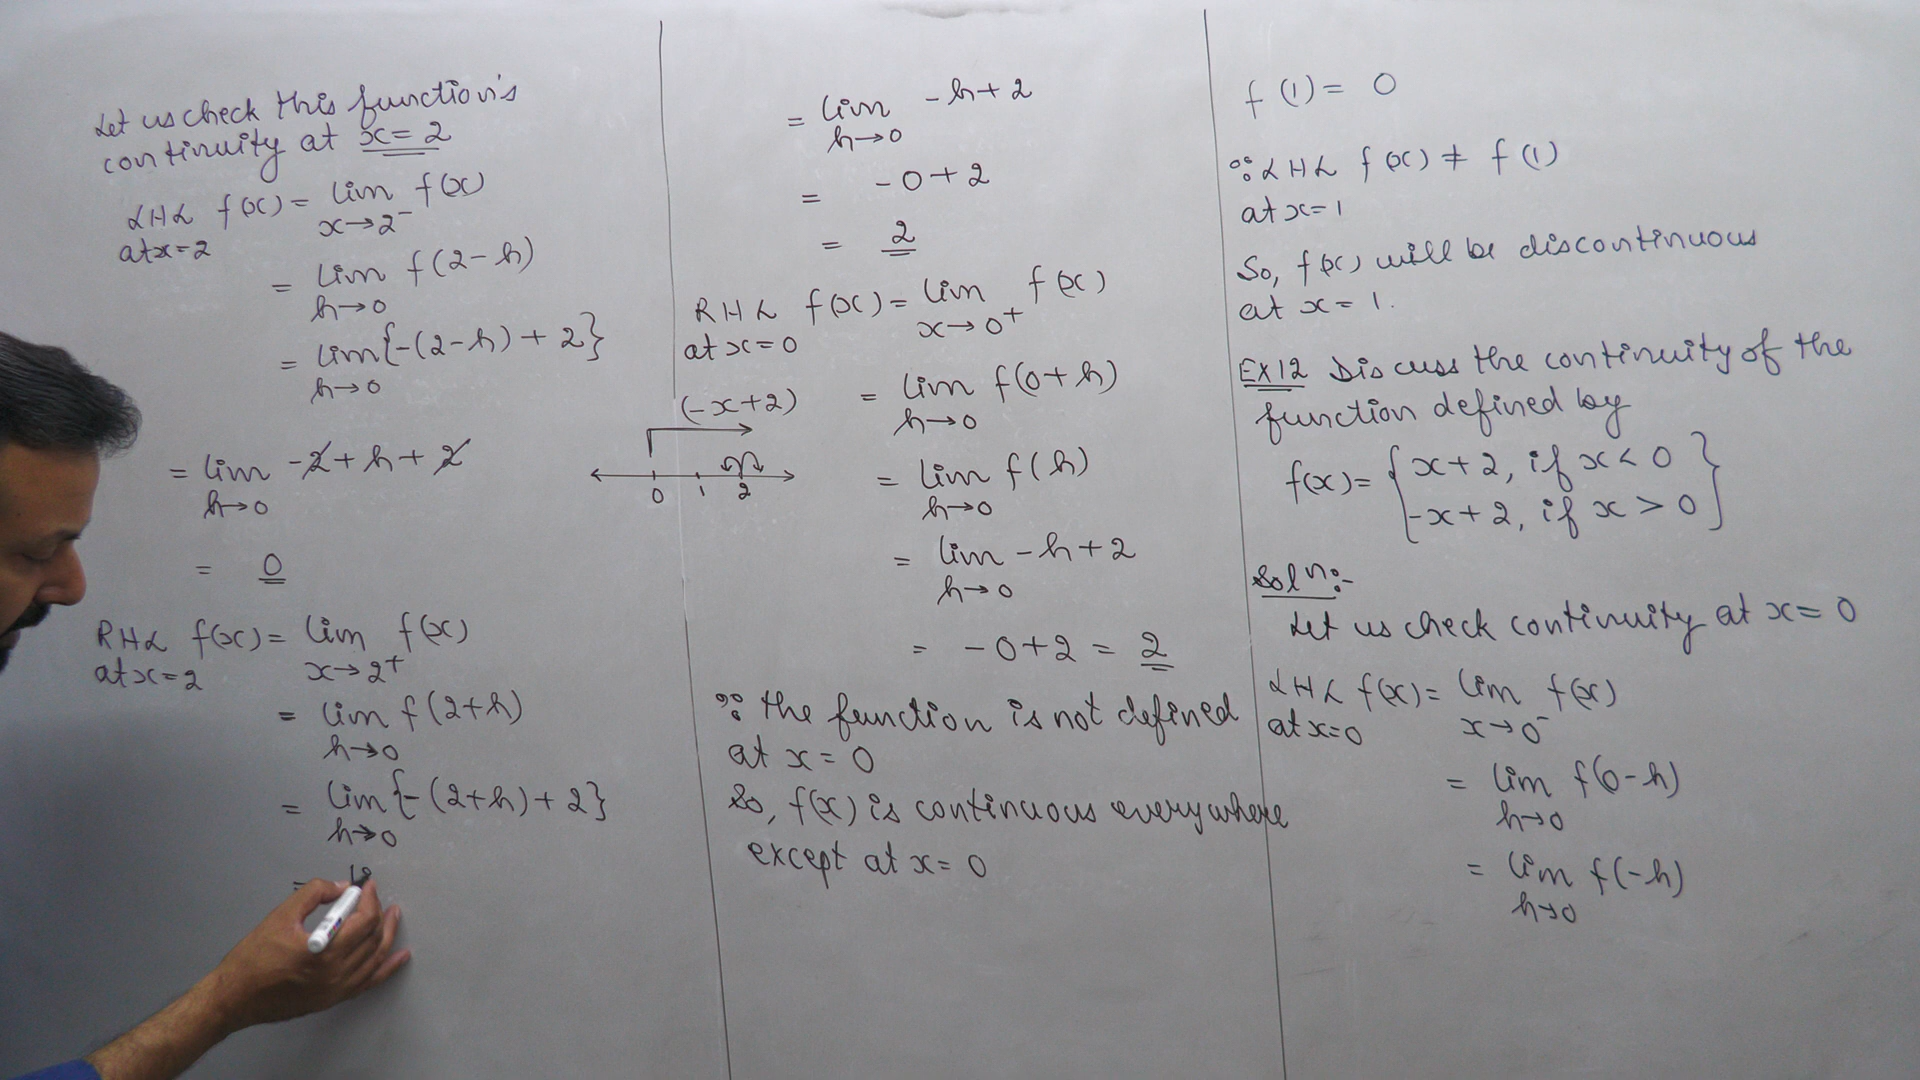 Let us check this function's
continuity at x = 2
LHL f(x) = lim f(x)
at x = 2 x→2⁻
= lim f(2-h)
h→0
= lim{-(2-h)+2}
h→0
= lim -2+h+2
h→0
= 0
RHL f(x) = lim f(x)
at x = 2 x→2⁺
= lim f(2+h)
h→0
= lim{-(2+h)+2}
h→0
=
= lim -h+2
h→0
= -0+2
= 2
RHL f(x) = lim f(x)
at x = 0 x→0⁺
(-x+2)
0 1 2
= lim f(0+h)
h→0
= lim f(h)
h→0
= lim -h+2
h→0
= -0+2 = 2
∵ the function is not defined
at x = 0
So, f(x) is continuous everywhere
except at x = 0
f(1) = 0
∵ LHL f(x) ≠ f(1)
at x=1
So, f(x) will be discontinuous
at x = 1.
EX12 Discuss the continuity of the
function defined by
f(x) = { x+2, if x < 0
-x+2, if x > 0 }
Soln:-
Let us check continuity at x = 0
LHL f(x) = lim f(x)
at x=0 x→0⁻
= lim f(0-h)
h→0
= lim f(-h)
h→0